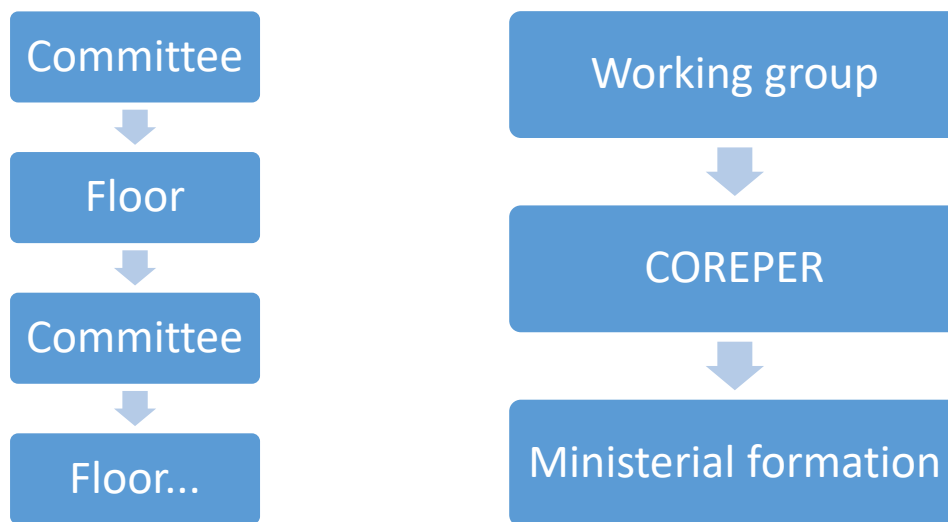 Committee
Floor
Committee
Floor...
Working group
COREPER
Ministerial formation